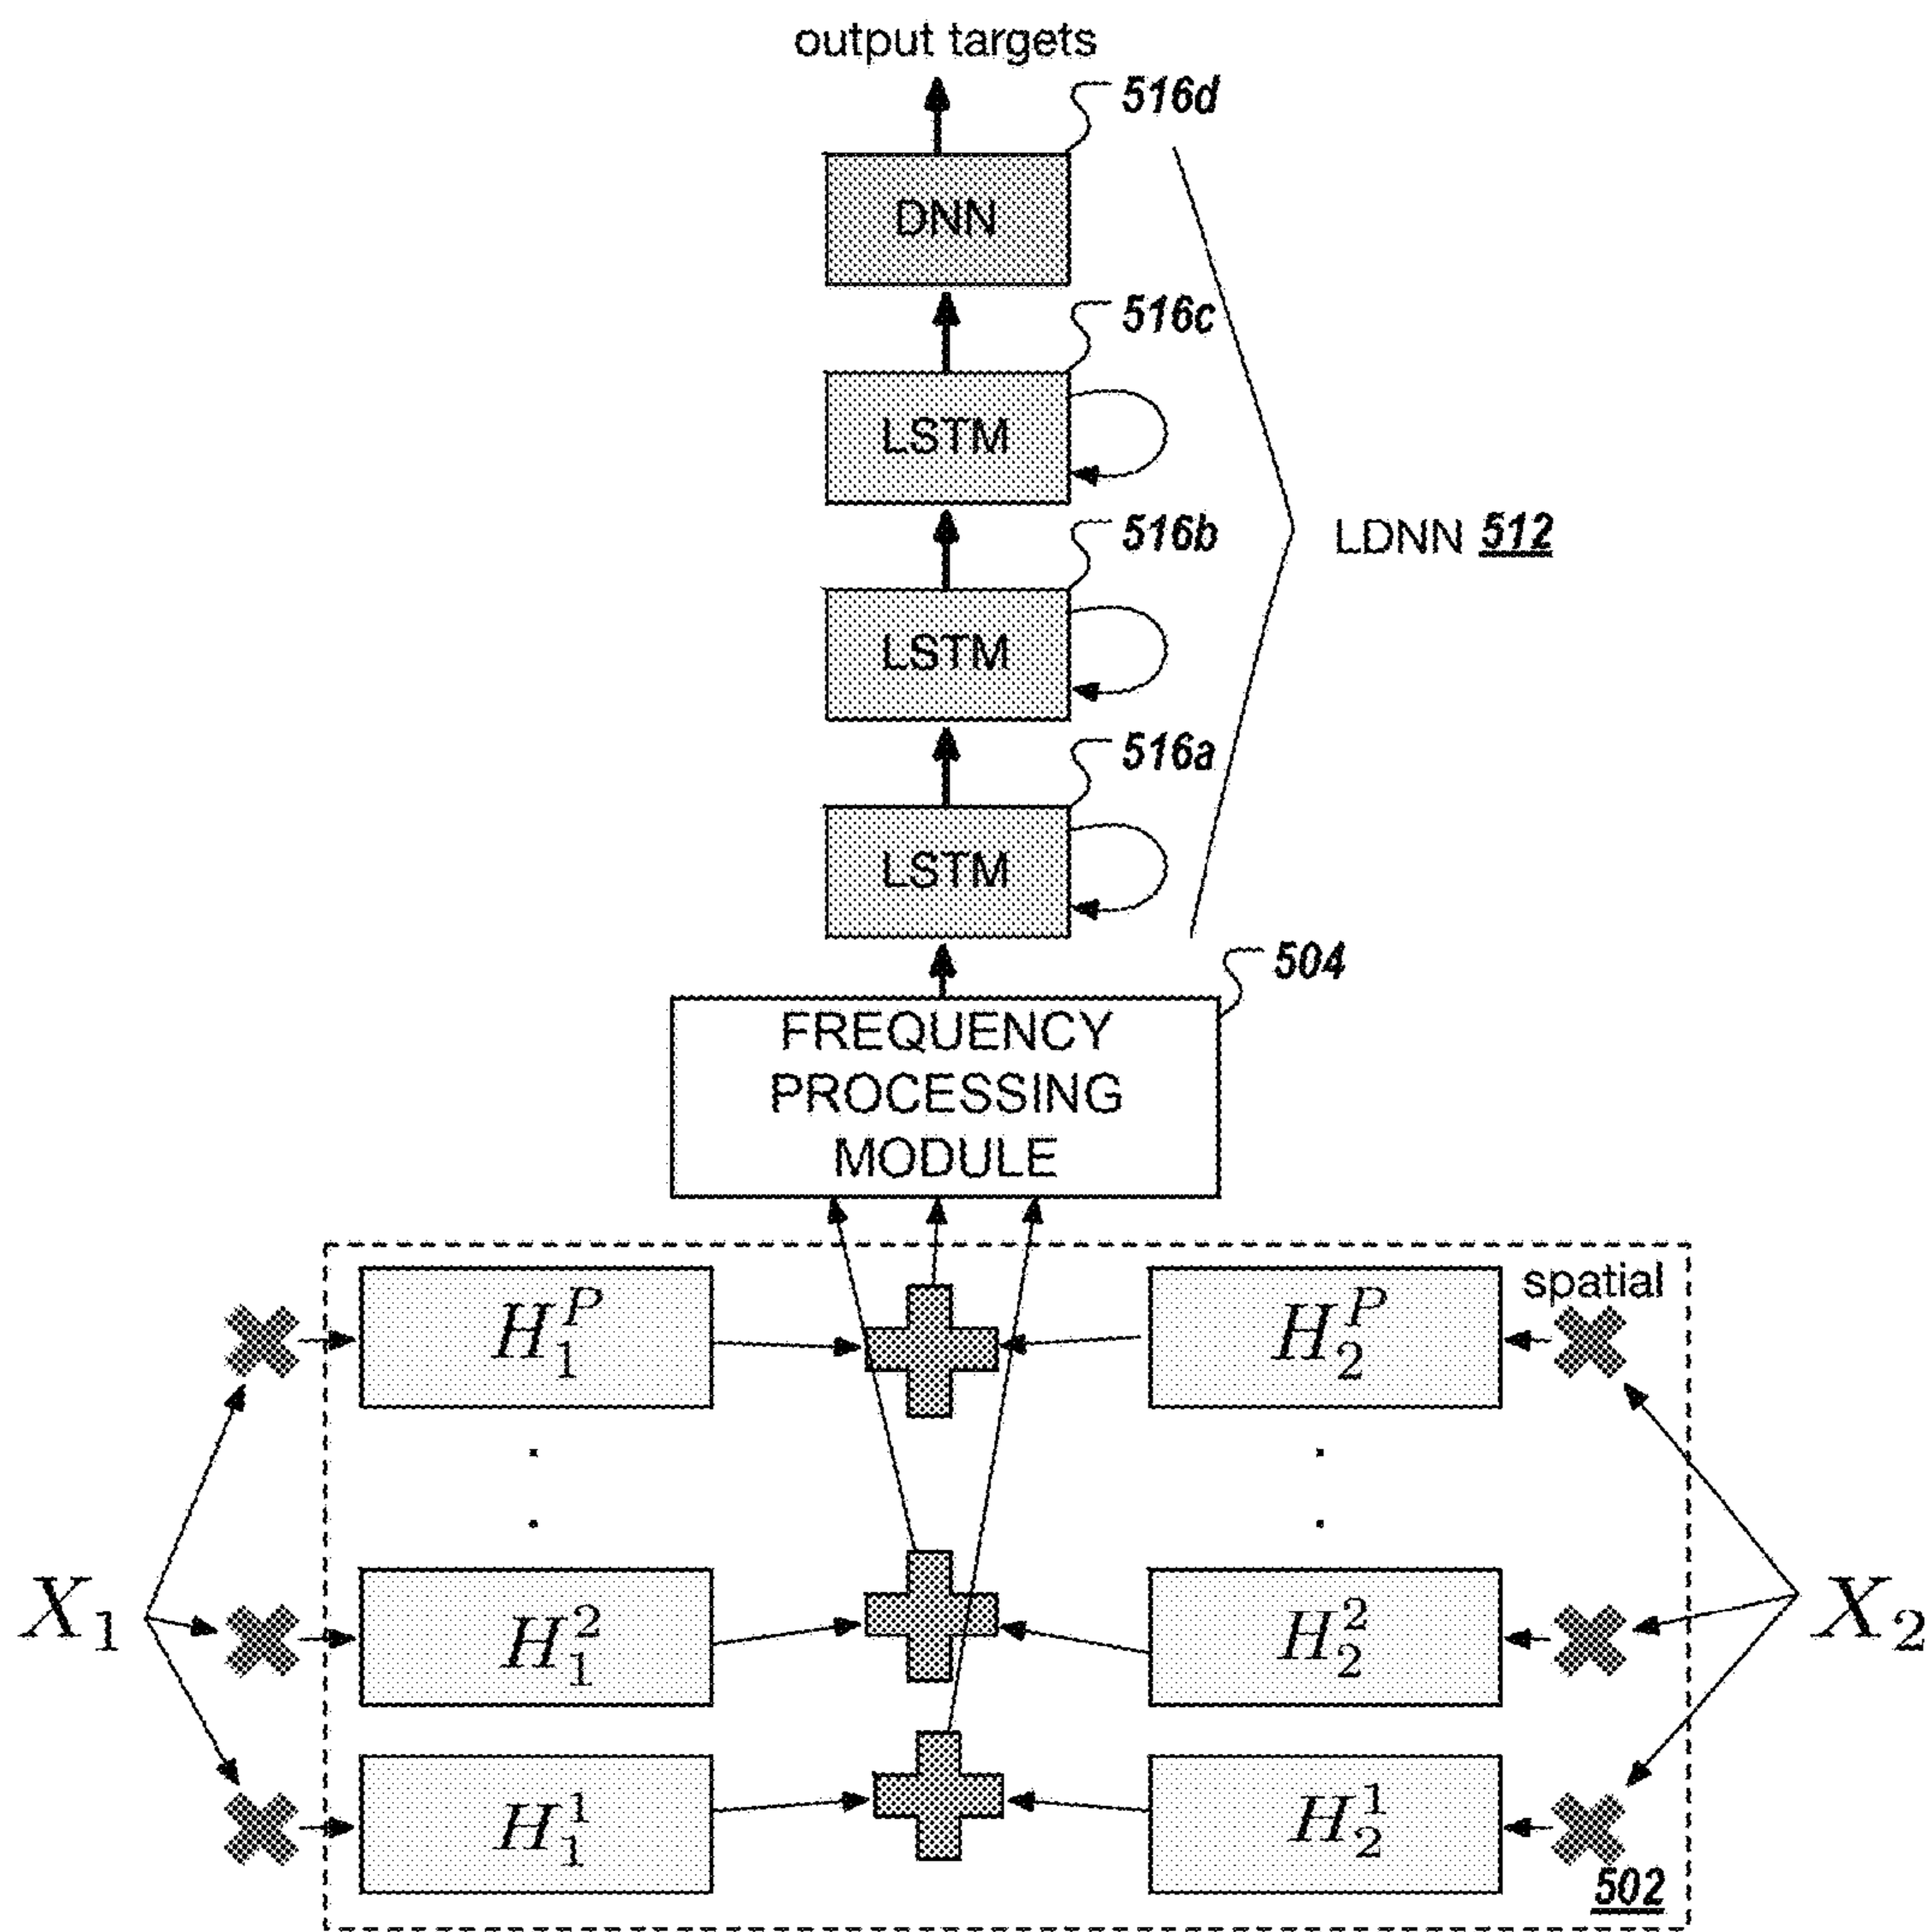 output targets
516d
DNN
516c
LSTM
LDNN 512
516b
LSTM
516a
LSTM
504
FREQUENCY
PROCESSING
MODULE
spatial
H_1^P
H_2^P
X_1
H_1^2
H_2^2
X_2
H_1^1
H_2^1
502